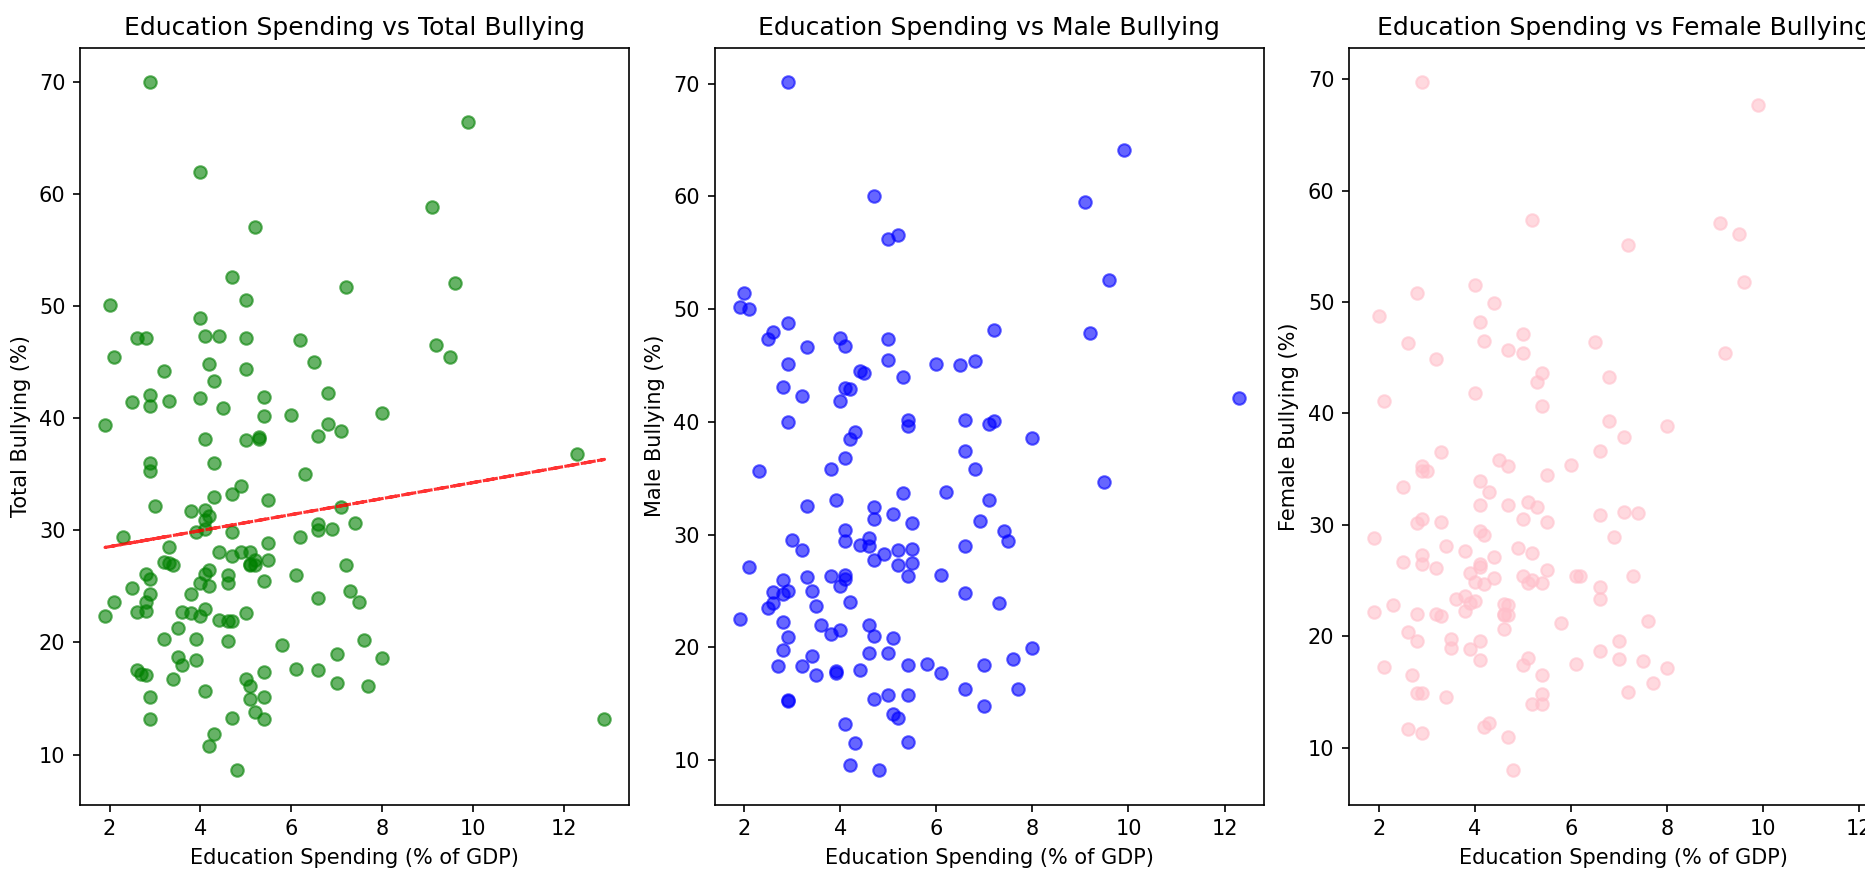 Education Spending vs Total Bullying
Total Bullying (%)
70
60
50
40
30
20
10
2 4 6 8 10 12
Education Spending (% of GDP)
Education Spending vs Male Bullying
Male Bullying (%)
70
60
50
40
30
20
10
2 4 6 8 10 12
Education Spending (% of GDP)
Education Spending vs Female Bullying
Female Bullying (%)
70
60
50
40
30
20
10
2 4 6 8 10 12
Education Spending (% of GDP)